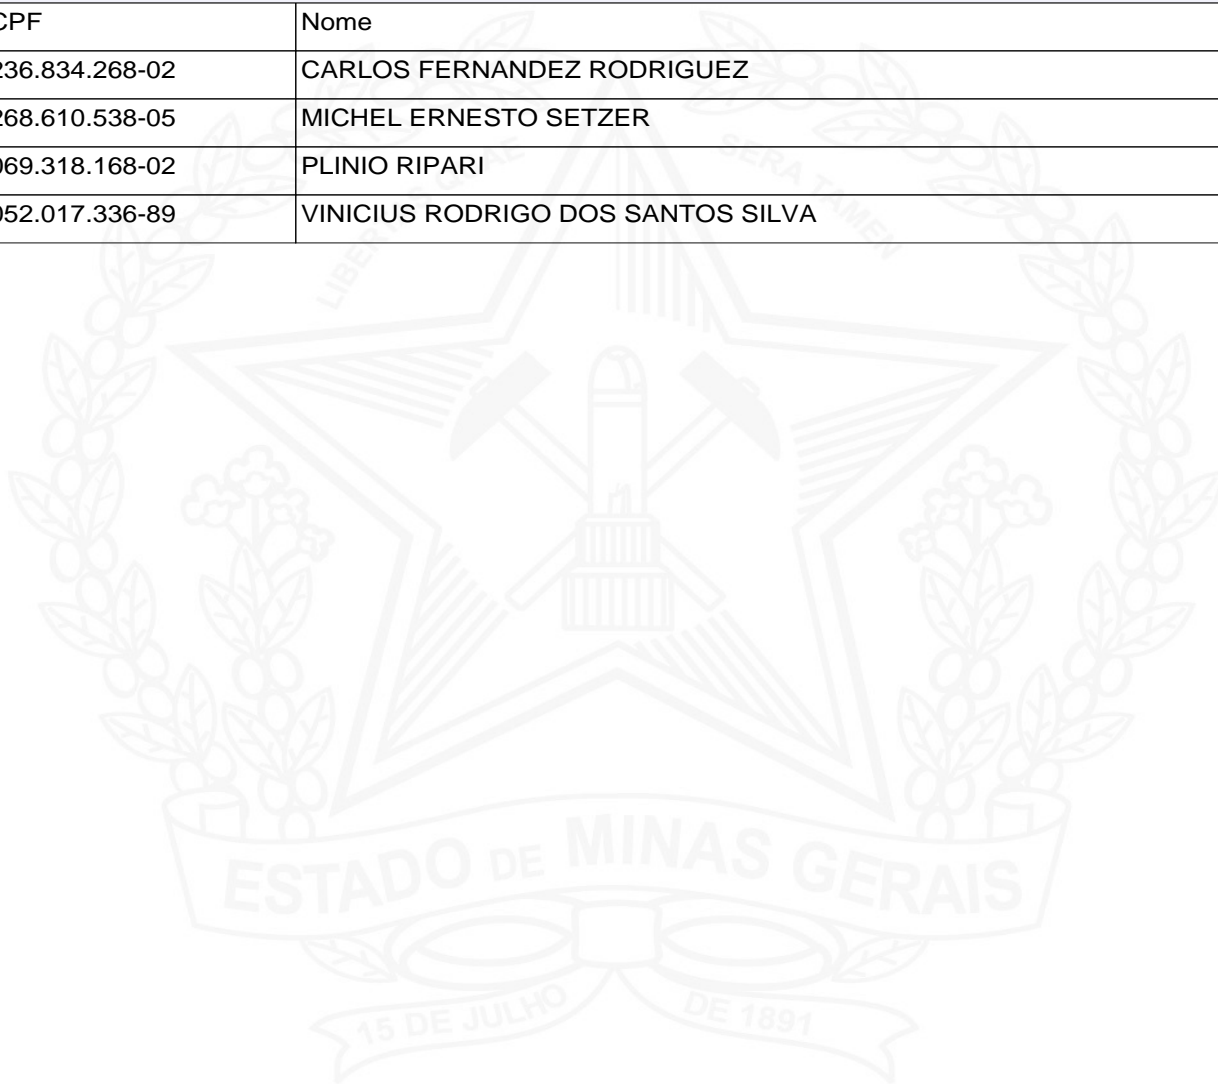 CPF Nome
236.834.268-02 CARLOS FERNANDEZ RODRIGUEZ
268.610.538-05 MICHEL ERNESTO SETZER
069.318.168-02 PLINIO RIPARI
052.017.336-89 VINICIUS RODRIGO DOS SANTOS SILVA
LIBERTAS QUAE SERA TAMEN
ESTADO DE MINAS GERAIS
15 DE JULHO DE 1891